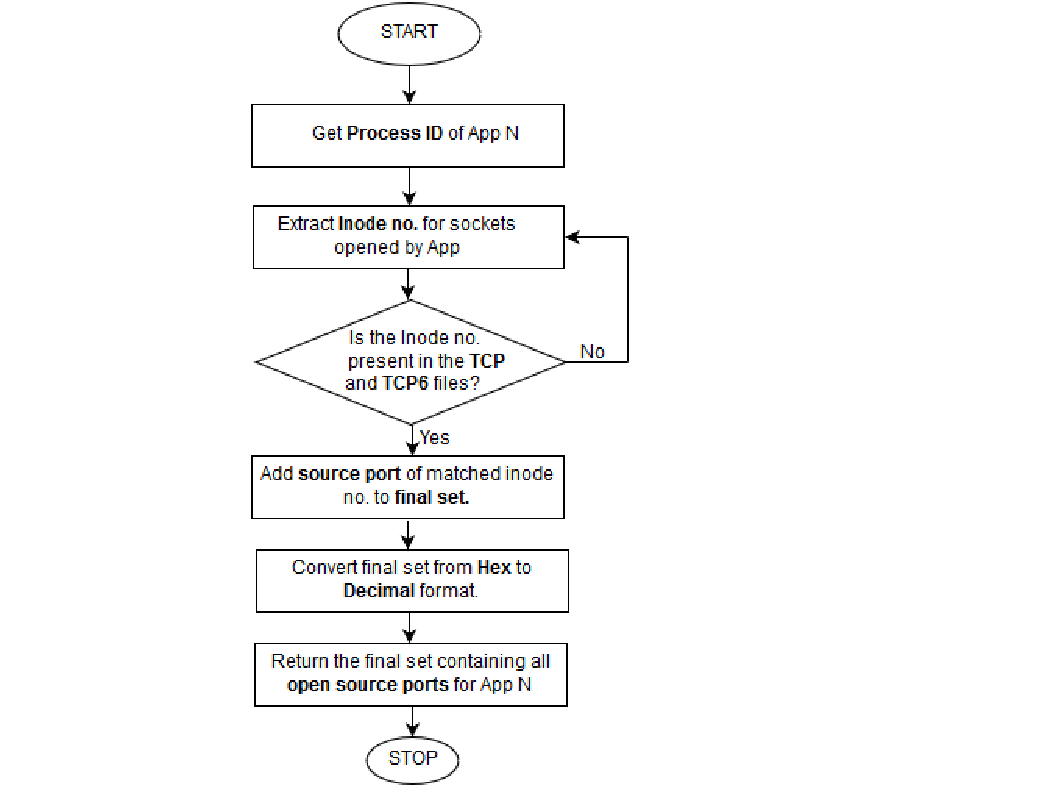 START
Get Process ID of App N
Extract Inode no. for sockets
opened by App
Is the Inode no.
present in the TCP
and TCP6 files?
No
Yes
Add source port of matched inode
no. to final set.
Convert final set from Hex to
Decimal format.
Return the final set containing all
open source ports for App N
STOP